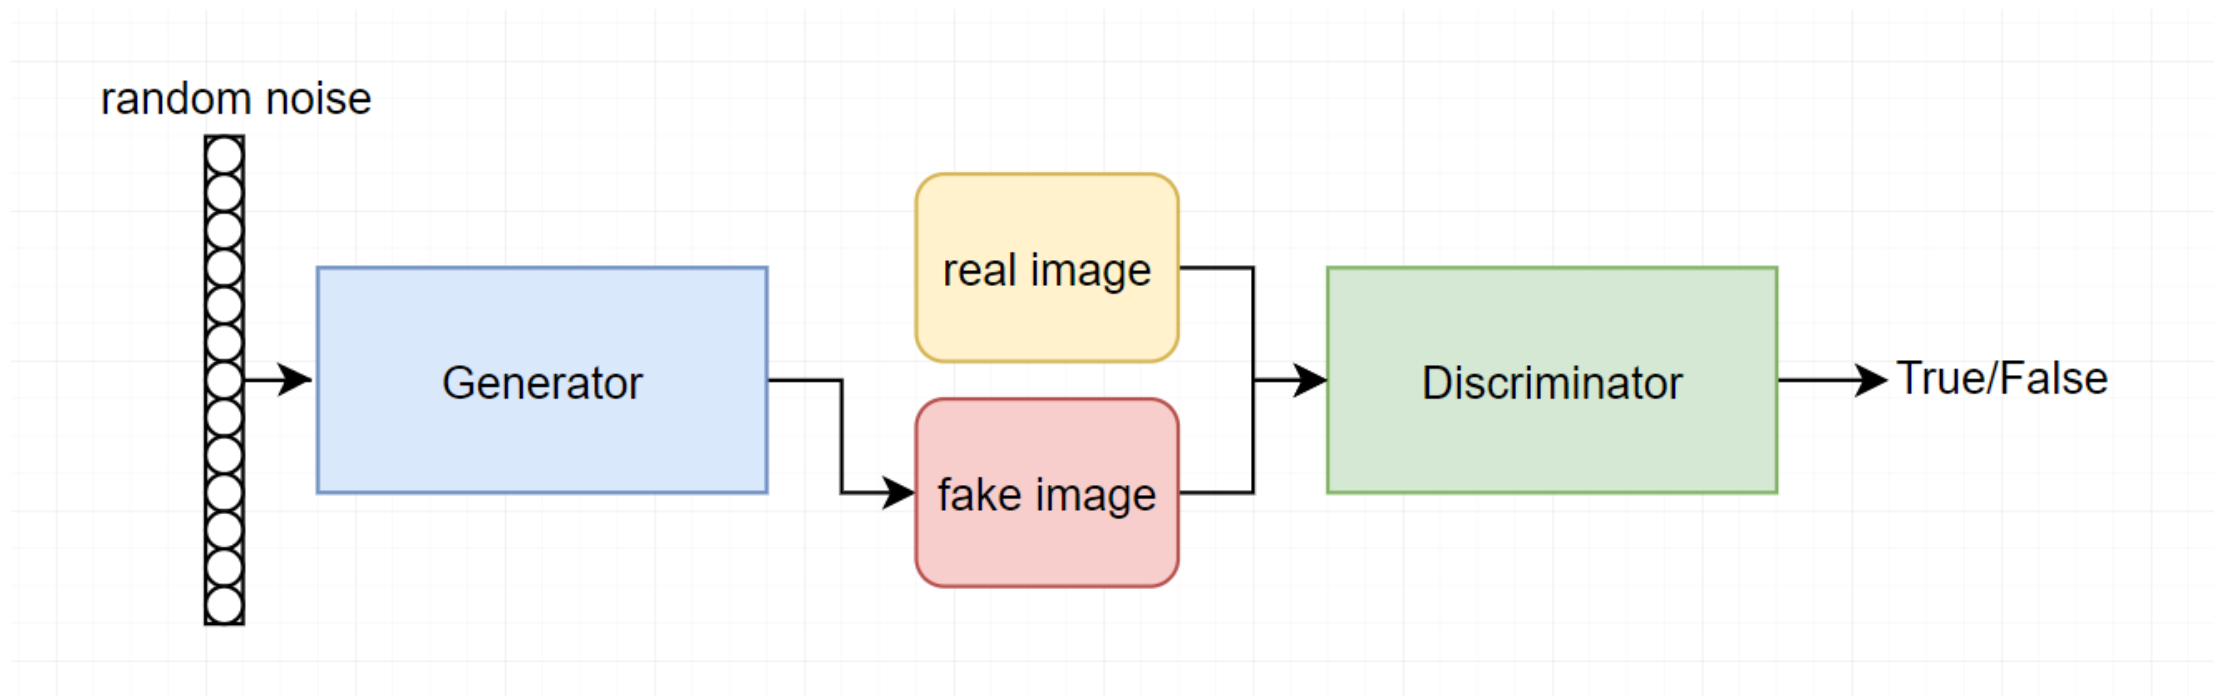 random noise
Generator
real image
fake image
Discriminator
True/False